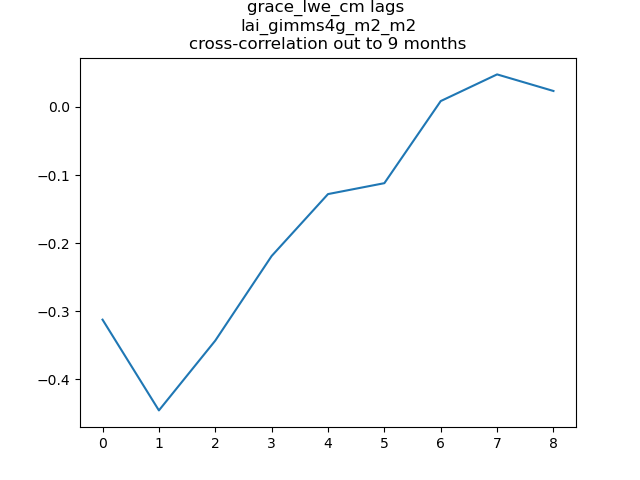 grace_lwe_cm lags
lai_gimms4g_m2_m2
cross-correlation out to 9 months
0.0
−0.1
−0.2
−0.3
−0.4
0 1 2 3 4 5 6 7 8